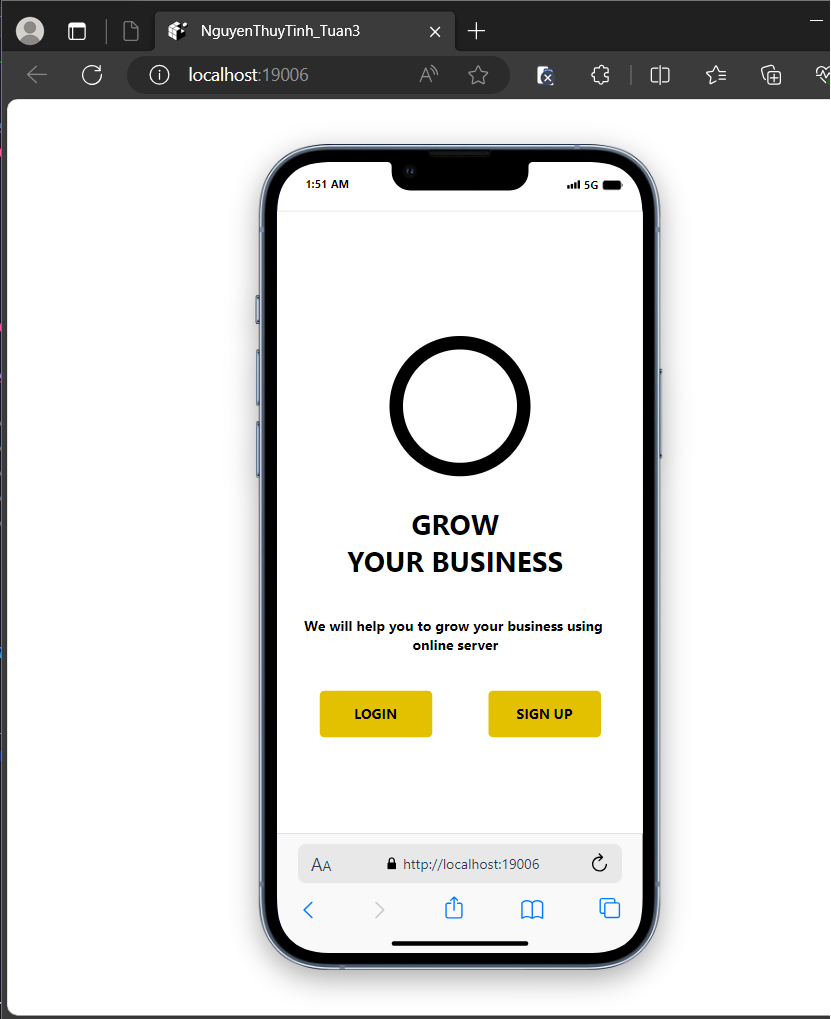 NguyenThuyTinh_Tuan3
localhost:19006
A
1:51 AM
5G
GROW
YOUR BUSINESS
We will help you to grow your business using
online server
LOGIN
SIGN UP
AA
http://localhost:19006